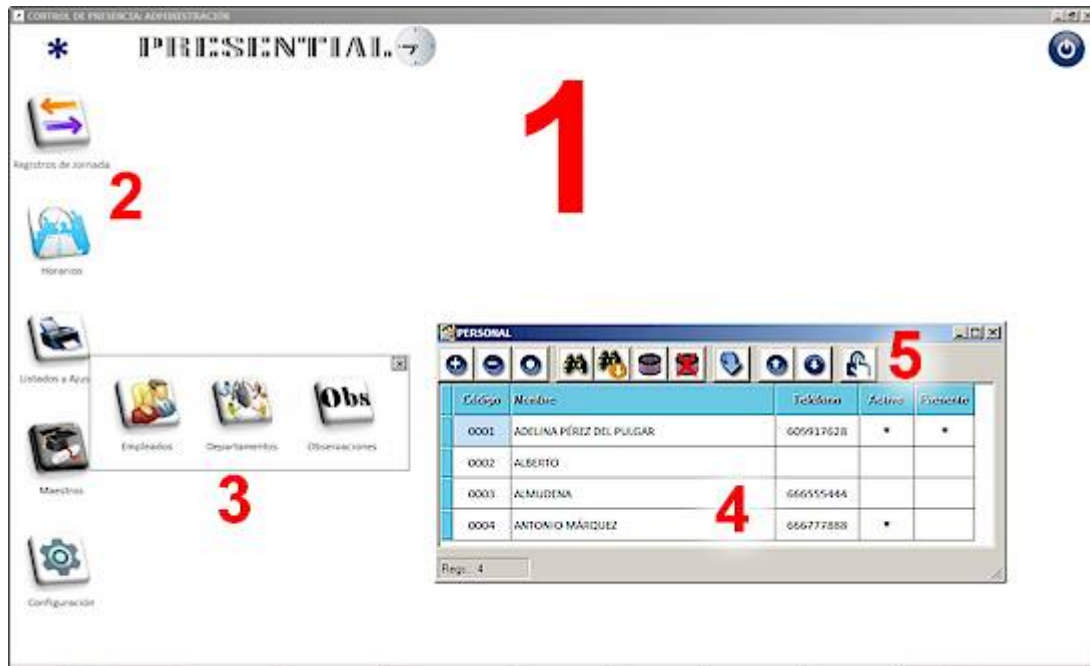 CONTROL DE PRESENCIA: ADMINISTRACIÓN
*
PRESENTIAL
1
Registros de Jornada
2
Horarios
Listados a Ajus
Empleados
Departamentos
Obs
Observaciones
3
Maestros
Configuración
PERSONAL
5
Código Nombre Teléfono Activo Presente
0001 ADELINA PÉREZ DEL PULGAR 605917628 * *
0002 ALBERTO
0003 ALMUDENA 666555444
4
0004 ANTONIO MÁRQUEZ 666777888 *
Regs: 4